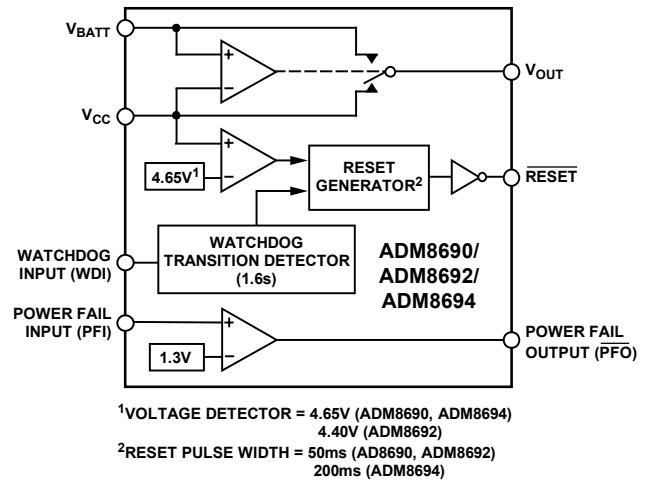 VBATT
+
−
VOUT
VCC
+
4.65V1
−
RESET
GENERATOR2
RESET
WATCHDOG
INPUT (WDI)
WATCHDOG
TRANSITION DETECTOR
(1.6s)
ADM8690/
ADM8692/
ADM8694
POWER FAIL
INPUT (PFI)
+
1.3V
−
POWER FAIL
OUTPUT (PFO)
1VOLTAGE DETECTOR = 4.65V (ADM8690, ADM8694)
4.40V (ADM8692)
2RESET PULSE WIDTH = 50ms (AD8690, ADM8692)
200ms (ADM8694)